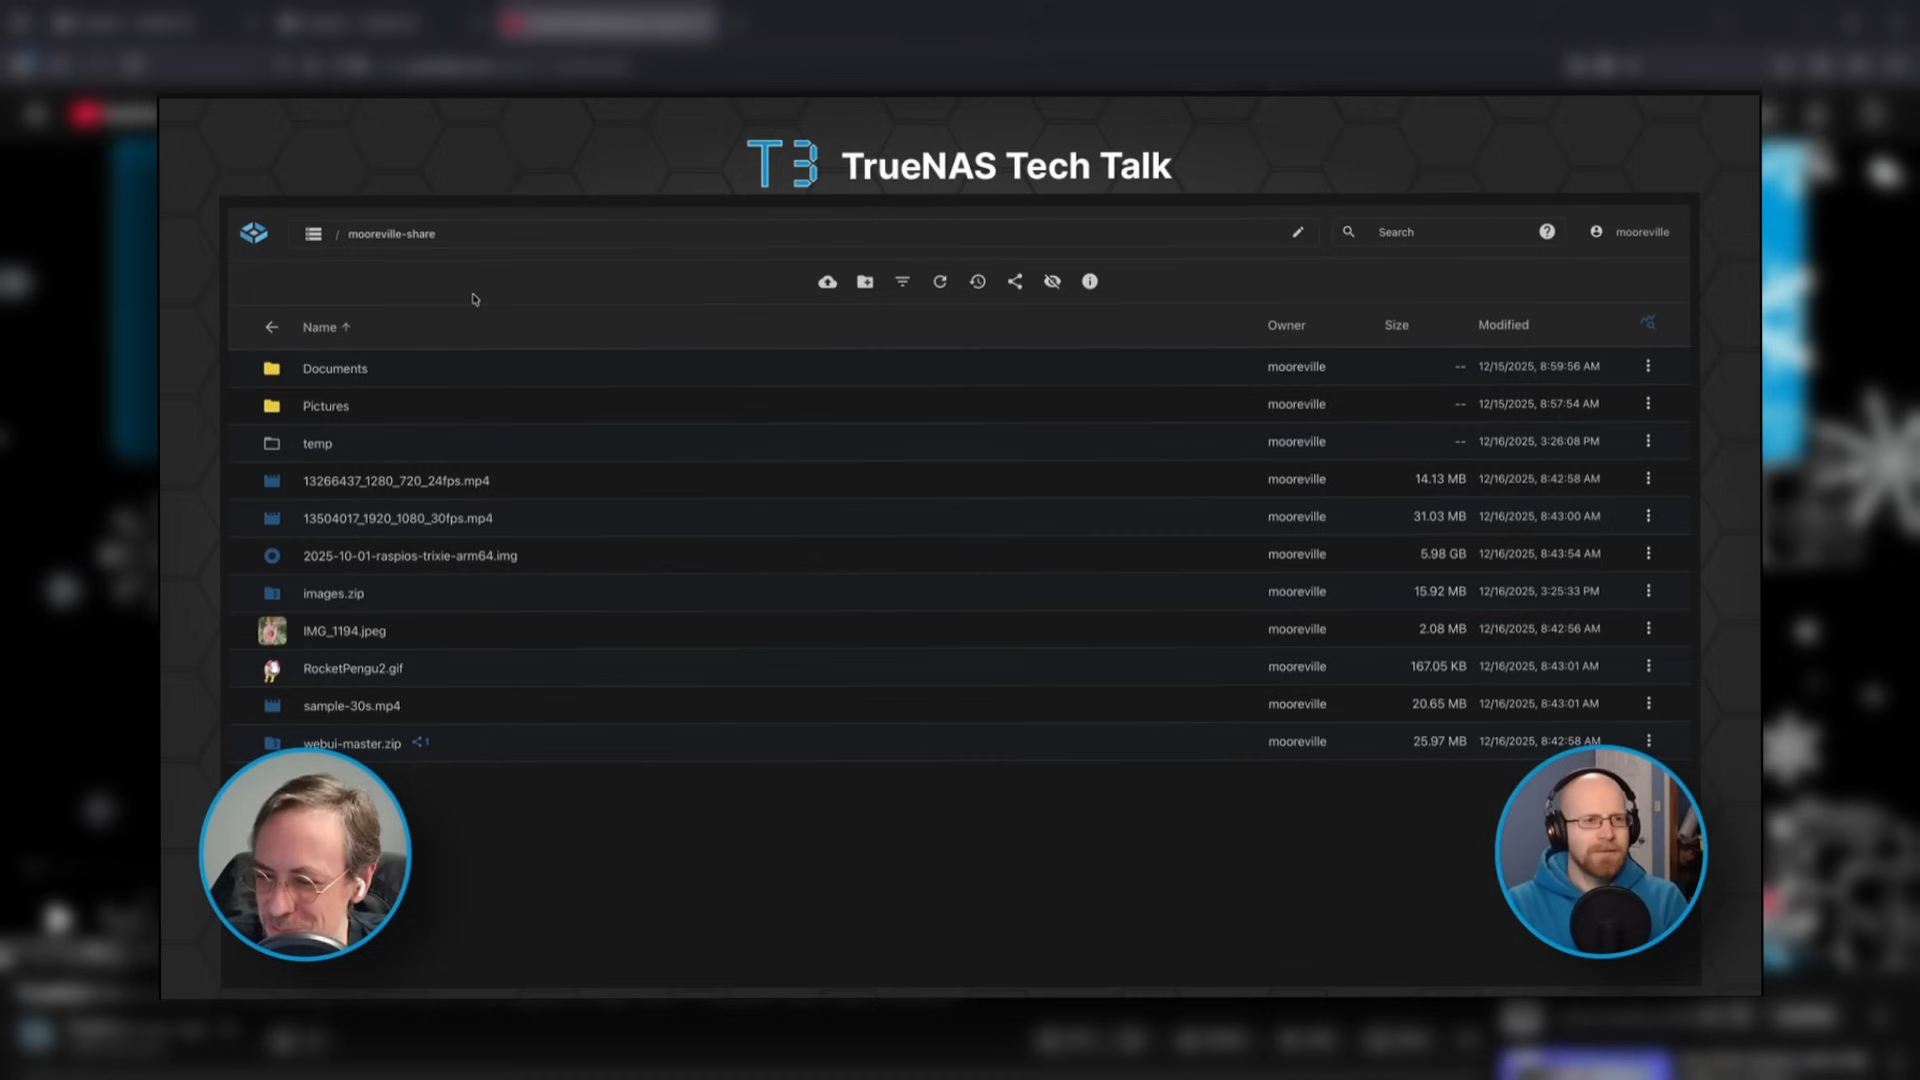 T3 TrueNAS Tech Talk
/ mooreville-share
Search
mooreville
Name ↑ Owner Size Modified
Documents mooreville -- 12/15/2025, 8:59:56 AM
Pictures mooreville -- 12/15/2025, 8:57:54 AM
temp mooreville -- 12/16/2025, 3:26:08 PM
13266437_1280_720_24fps.mp4 mooreville 14.13 MB 12/16/2025, 8:42:58 AM
13504017_1920_1080_30fps.mp4 mooreville 31.03 MB 12/16/2025, 8:43:00 AM
2025-10-01-raspios-trixie-arm64.img mooreville 5.98 GB 12/16/2025, 8:43:54 AM
images.zip mooreville 15.92 MB 12/16/2025, 3:25:33 PM
IMG_1194.jpeg mooreville 2.08 MB 12/16/2025, 8:42:56 AM
RocketPengu2.gif mooreville 167.05 KB 12/16/2025, 8:43:01 AM
sample-30s.mp4 mooreville 20.65 MB 12/16/2025, 8:43:01 AM
webui-master.zip 1 mooreville 25.97 MB 12/16/2025, 8:42:58 AM